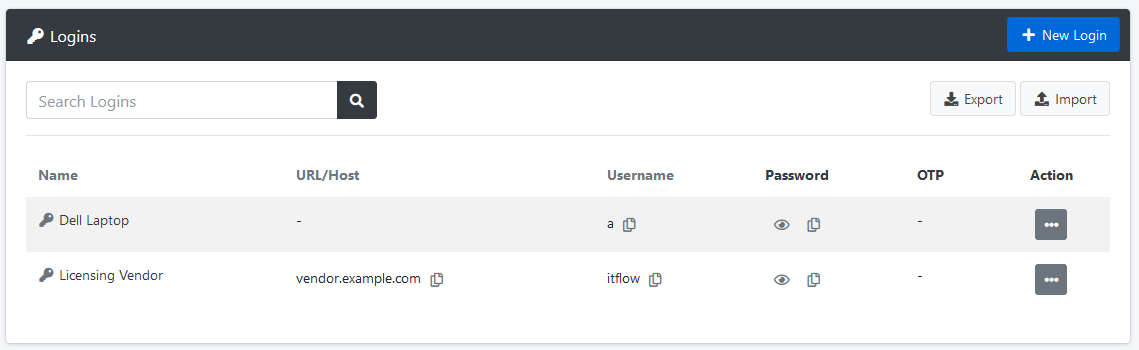 Logins
New Login
Search Logins
Export
Import
Name URL/Host Username Password OTP Action
Dell Laptop - a -
Licensing Vendor vendor.example.com itflow -